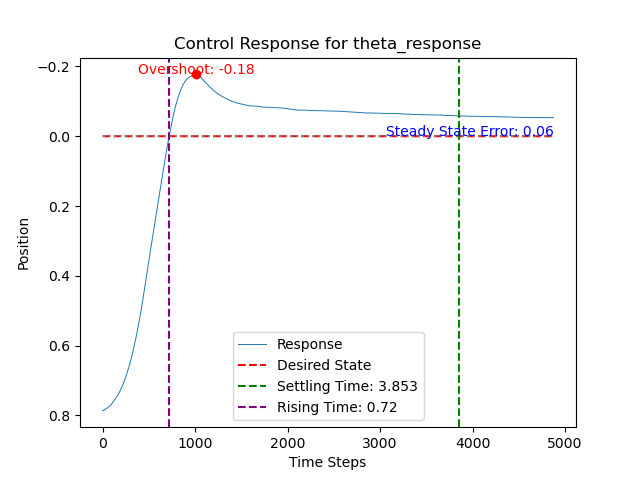 Control Response for theta_response
Overshoot: -0.18
Steady State Error: 0.06
−0.2
0.0
0.2
0.4
0.6
0.8
Position
Response
Desired State
Settling Time: 3.853
Rising Time: 0.72
0
1000
2000
3000
4000
5000
Time Steps